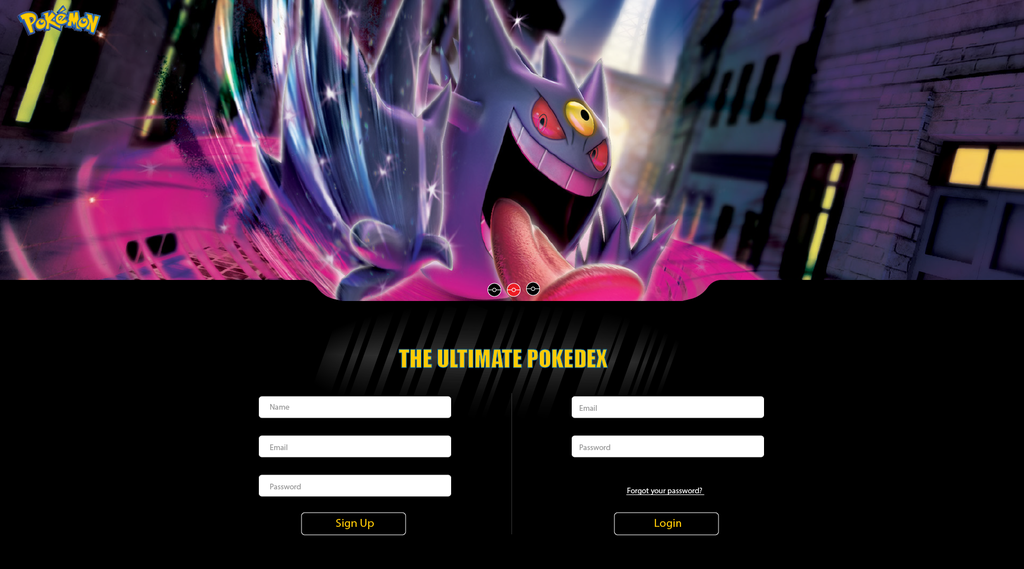 POKéMON
THE ULTIMATE POKEDEX
Name
Email
Password
Sign Up
Email
Password
Forgot your password?
Login